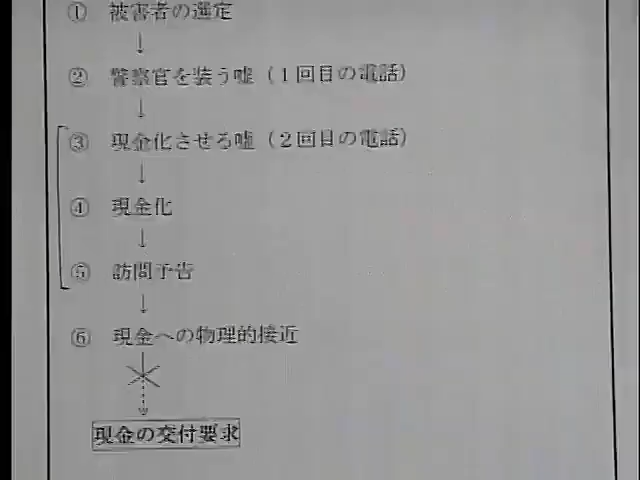 ① 被害者の選定
↓
② 警察官を装う嘘（１回目の電話）
↓
③ 現金化させる嘘（２回目の電話）
↓
④ 現金化
↓
⑤ 訪問予告
↓
⑥ 現金への物理的接近
現金の交付要求